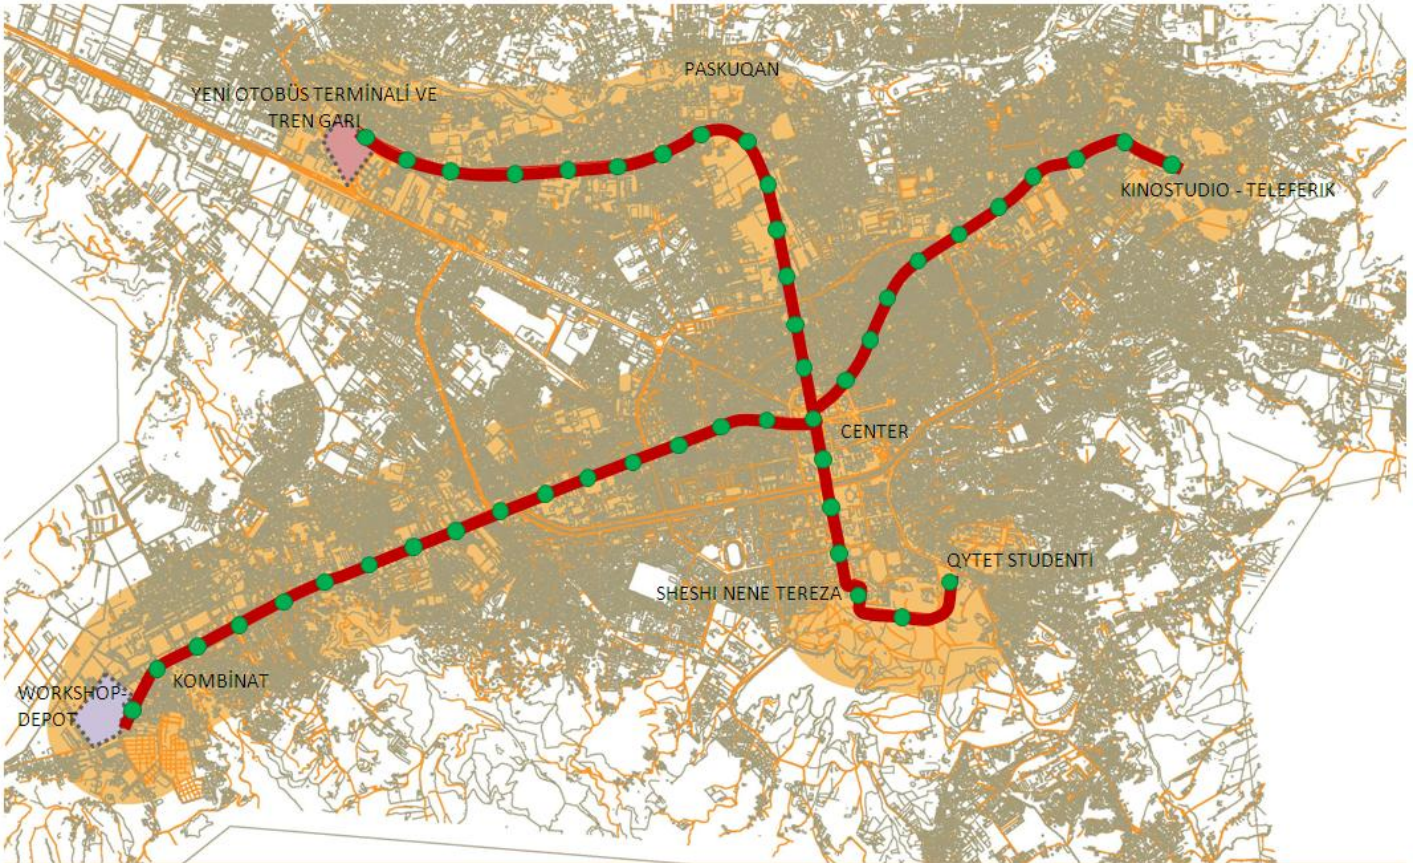 PASKUQAN
YENİ OTOBÜS TERMİNALİ VE
TREN GARI
KINOSTUDIO - TELEFERIK
CENTER
QYTET STUDENTI
SHESHI NENE TEREZA
KOMBİNAT
WORKSHOP-
DEPOT